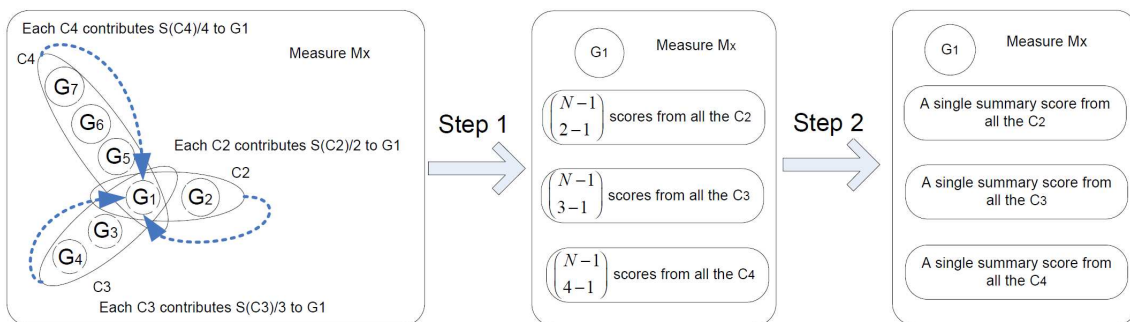 Each C4 contributes S(C4)/4 to G1
Measure Mx
C4
G7
G6
G5
Each C2 contributes S(C2)/2 to G1
C2
G1
G2
G3
G4
C3
Each C3 contributes S(C3)/3 to G1
Step 1
G1
Measure Mx
(N−1
2−1) scores from all the C2
(N−1
3−1) scores from all the C3
(N−1
4−1) scores from all the C4
Step 2
G1
Measure Mx
A single summary score from
all the C2
A single summary score from
all the C3
A single summary score from
all the C4